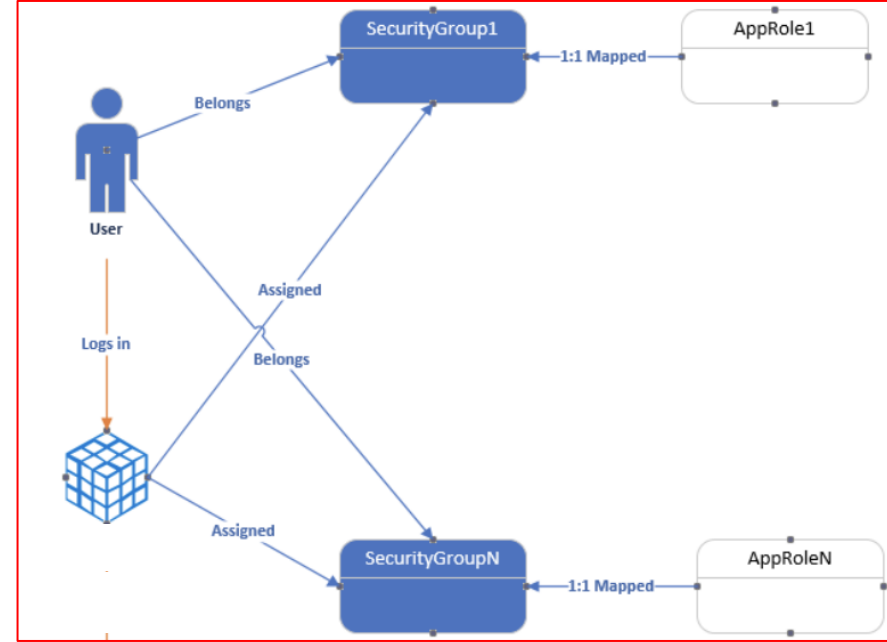 SecurityGroup1
AppRole1
1:1 Mapped
Belongs
User
Assigned
Logs in
Belongs
Assigned
SecurityGroupN
AppRoleN
1:1 Mapped